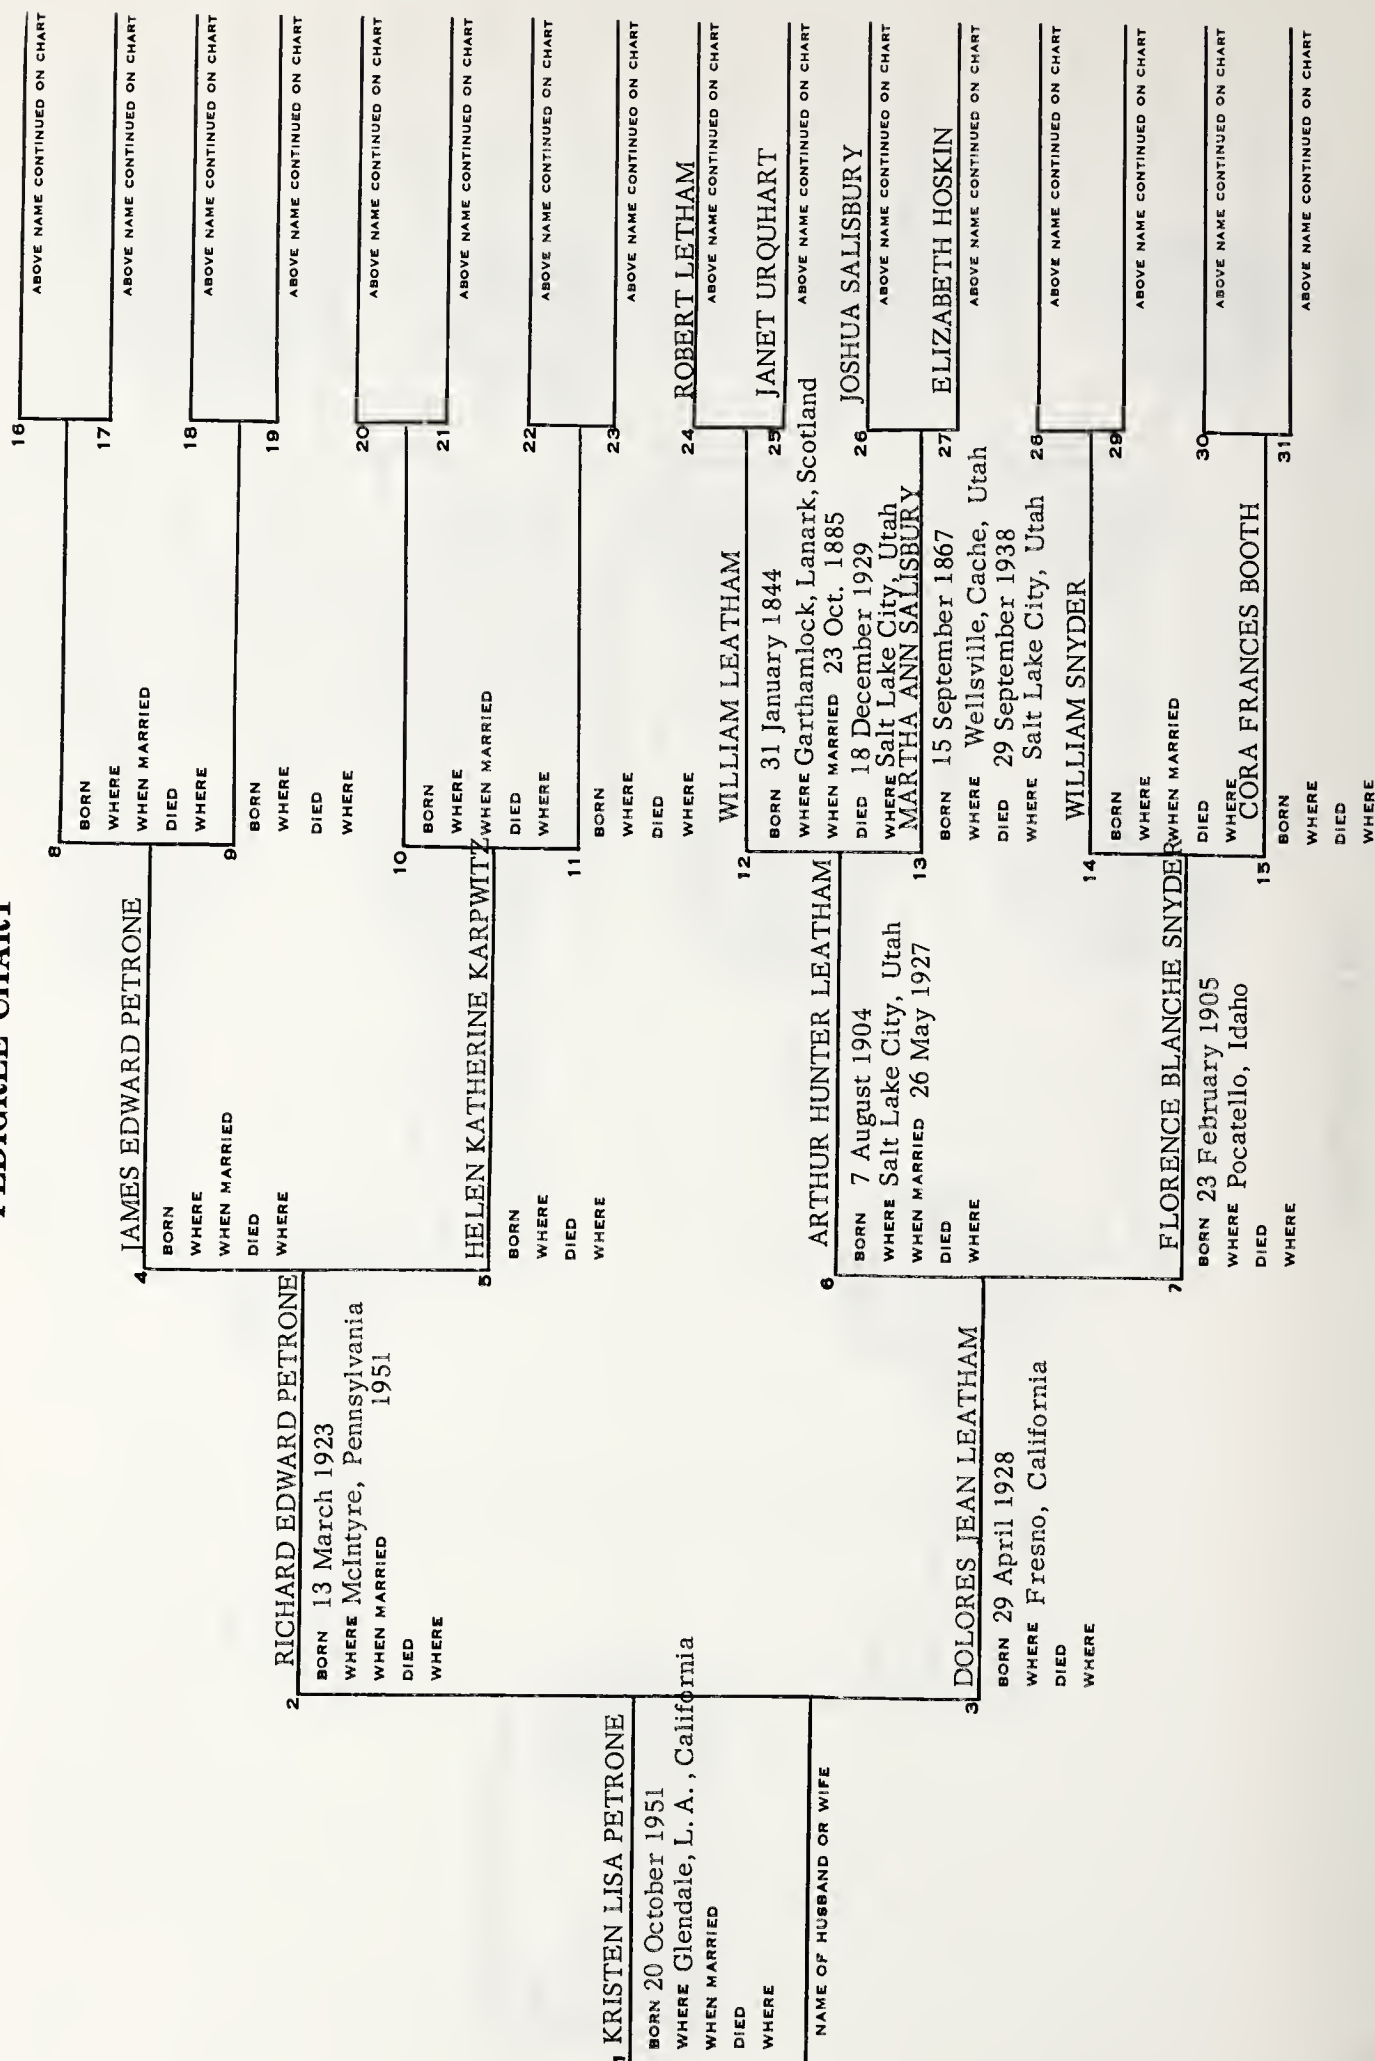 PEDIGREE CHART
1 KRISTEN LISA PETRONE
BORN 20 October 1951
WHERE Glendale, L. A., California
WHEN MARRIED
DIED
WHERE
NAME OF HUSBAND OR WIFE
2 RICHARD EDWARD PETRONE
BORN 13 March 1923
WHERE McIntyre, Pennsylvania
WHEN MARRIED 1951
DIED
WHERE
3 DOLORES JEAN LEATHAM
BORN 29 April 1928
WHERE Fresno, California
DIED
WHERE
4 JAMES EDWARD PETRONE
BORN
WHERE
WHEN MARRIED
DIED
WHERE
5 HELEN KATHERINE KARPWITZ
BORN
WHERE
DIED
WHERE
6 ARTHUR HUNTER LEATHAM
BORN 7 August 1904
WHERE Salt Lake City, Utah
WHEN MARRIED 26 May 1927
DIED
WHERE
7 FLORENCE BLANCHE SNYDER
BORN 23 February 1905
WHERE Pocatello, Idaho
DIED
WHERE
8
BORN
WHERE
WHEN MARRIED
DIED
WHERE
9
BORN
WHERE
DIED
WHERE
10
BORN
WHERE
WHEN MARRIED
DIED
WHERE
11
BORN
WHERE
DIED
WHERE
12 WILLIAM LEATHAM
BORN 31 January 1844
WHERE Garthamlock, Lanark, Scotland
WHEN MARRIED 23 Oct. 1885
DIED 18 December 1929
WHERE Salt Lake City, Utah
13 MARTHA ANN SALISBURY
BORN 15 September 1867
WHERE Wellsville, Cache, Utah
DIED 29 September 1938
WHERE Salt Lake City, Utah
14 WILLIAM SNYDER
BORN
WHERE
WHEN MARRIED
DIED
WHERE
15 CORA FRANCES BOOTH
BORN
WHERE
DIED
WHERE
16
ABOVE NAME CONTINUED ON CHART
17
ABOVE NAME CONTINUED ON CHART
18
ABOVE NAME CONTINUED ON CHART
19
ABOVE NAME CONTINUED ON CHART
20
ABOVE NAME CONTINUED ON CHART
21
ABOVE NAME CONTINUED ON CHART
22
ABOVE NAME CONTINUED ON CHART
23
ABOVE NAME CONTINUED ON CHART
24 ROBERT LETHAM
ABOVE NAME CONTINUED ON CHART
25 JANET URQUHART
ABOVE NAME CONTINUED ON CHART
26 JOSHUA SALISBURY
ABOVE NAME CONTINUED ON CHART
27 ELIZABETH HOSKIN
ABOVE NAME CONTINUED ON CHART
28
ABOVE NAME CONTINUED ON CHART
29
ABOVE NAME CONTINUED ON CHART
30
ABOVE NAME CONTINUED ON CHART
31
ABOVE NAME CONTINUED ON CHART